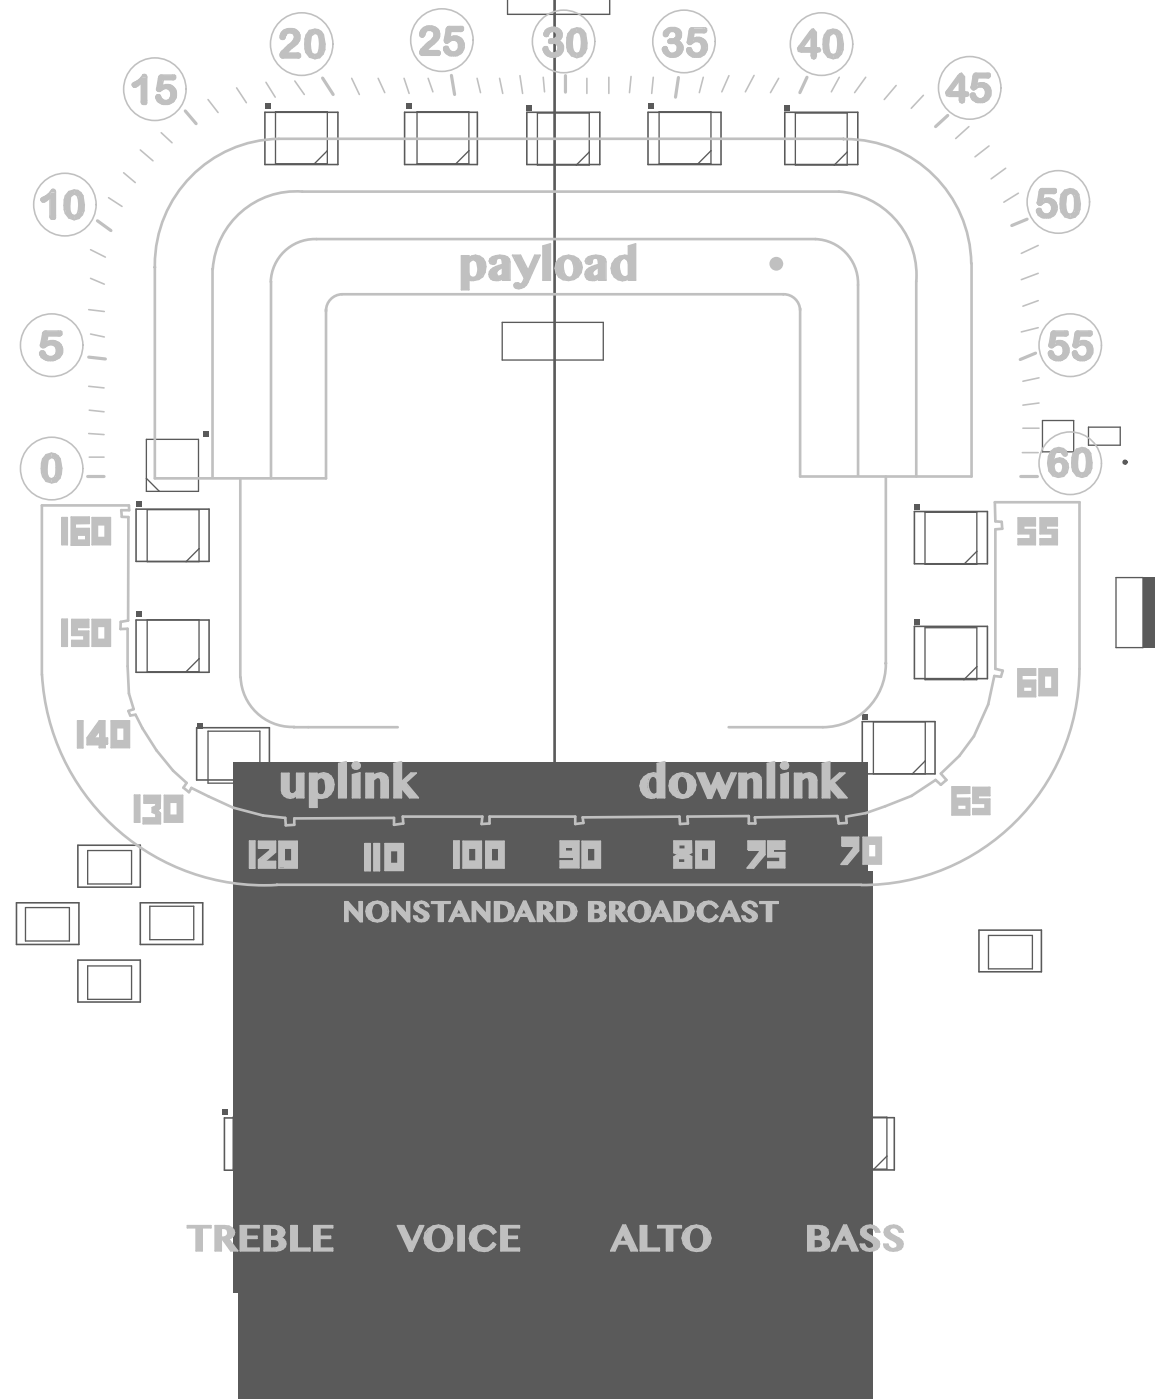 20 25 30 35 40
15 45
10 50
payload
5 55
0 60
160 55
150 60
140
130 65
uplink downlink
120 110 100 90 80 75 70
NONSTANDARD BROADCAST
TREBLE VOICE ALTO BASS